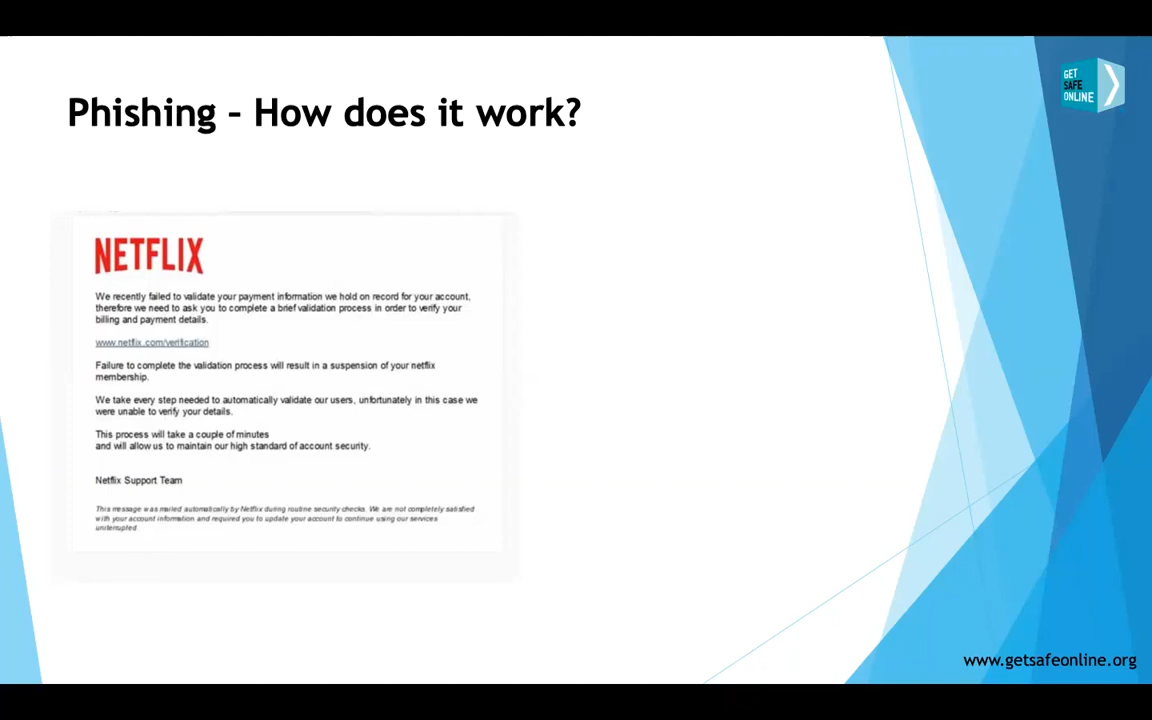 Phishing – How does it work?
GET
SAFE
ONLINE
NETFLIX
We recently failed to validate your payment information we hold on record for your account,
therefore we need to ask you to complete a brief validation process in order to verify your
billing and payment details.
www.netflix.com/verification
Failure to complete the validation process will result in a suspension of your netflix
membership.
We take every step needed to automatically validate our users, unfortunately in this case we
were unable to verify your details.
This process will take a couple of minutes
and will allow us to maintain our high standard of account security.
Netflix Support Team
This message was mailed automatically by Netflix during routine security checks. We are not completely satisfied
with your account information and required you to update your account to continue using our services
uniterrupted.
www.getsafeonline.org